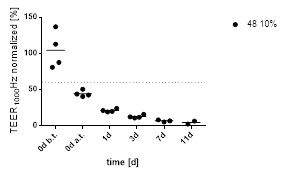 TEER1000Hz normalized [%]
150
100
50
0
0d b.t.
0d a.t.
1d
3d
7d
11d
time [d]
48 10%